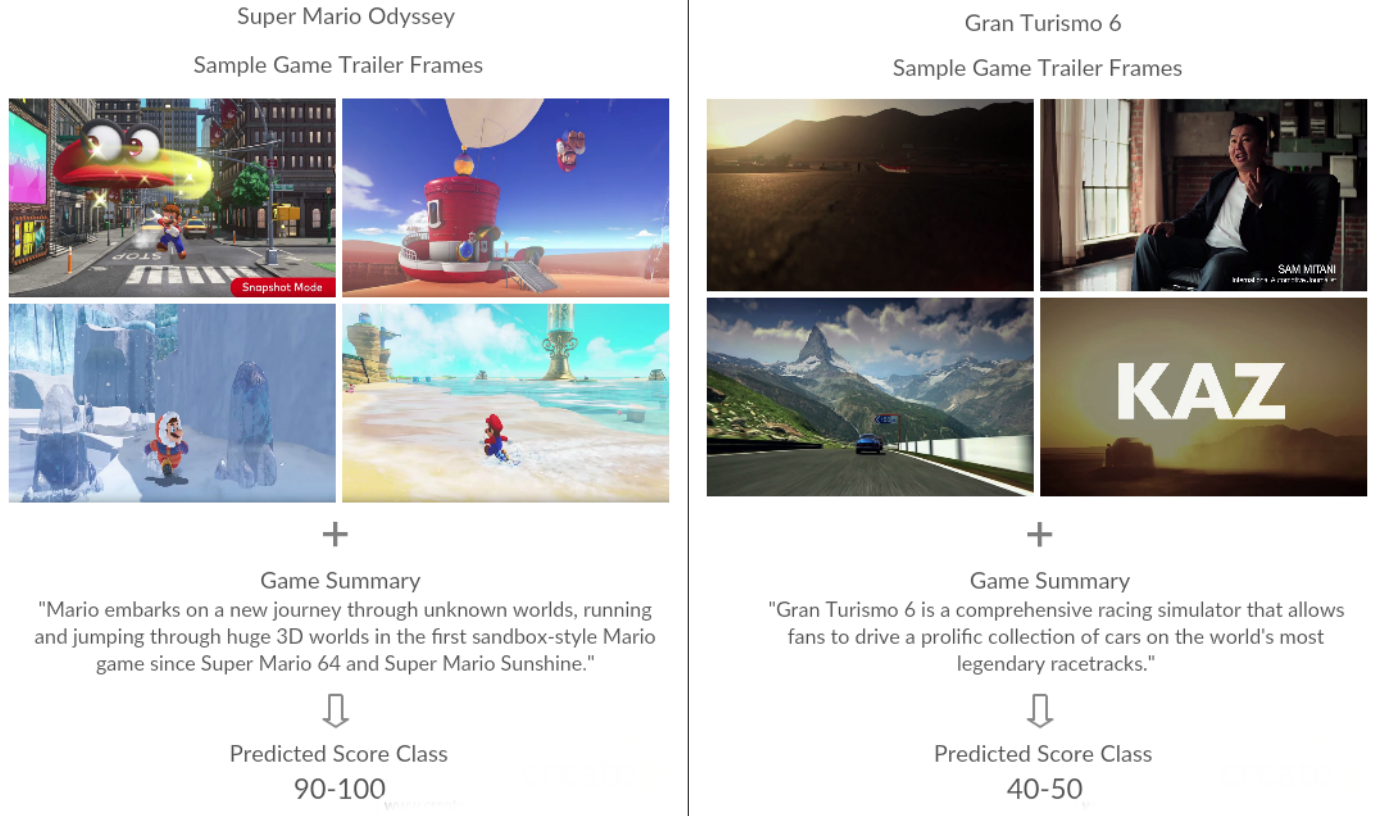 Super Mario Odyssey
Sample Game Trailer Frames
STOP
Snapshot Mode
+
Game Summary
"Mario embarks on a new journey through unknown worlds, running
and jumping through huge 3D worlds in the first sandbox-style Mario
game since Super Mario 64 and Super Mario Sunshine."
Predicted Score Class
90-100
Gran Turismo 6
Sample Game Trailer Frames
SAM MITANI
International Automotive Journalist
KAZ
+
Game Summary
"Gran Turismo 6 is a comprehensive racing simulator that allows
fans to drive a prolific collection of cars on the world's most
legendary racetracks."
Predicted Score Class
40-50